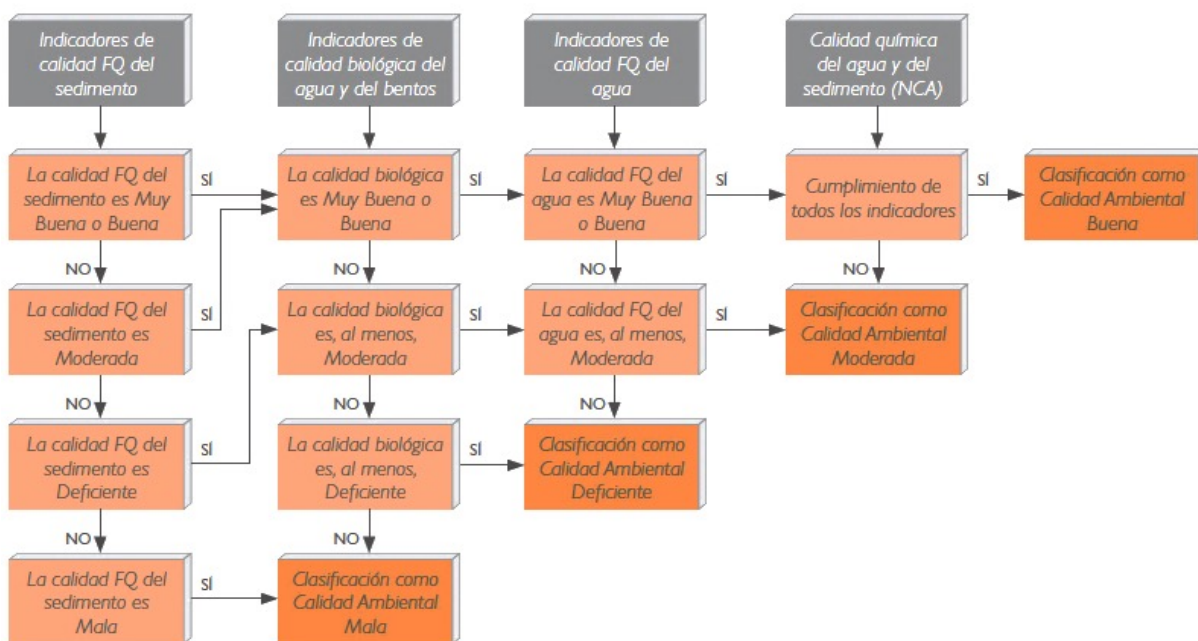 Indicadores de
calidad FQ del
sedimento
Indicadores de
calidad biológica del
agua y del bentos
Indicadores de
calidad FQ del
agua
Calidad química
del agua y del
sedimento (NCA)
La calidad FQ del
sedimento es Muy
Buena o Buena
SÍ
La calidad biológica
es Muy Buena o
Buena
SÍ
La calidad FQ del
agua es Muy Buena
o Buena
SÍ
Cumplimiento de
todos los indicadores
SÍ
Clasificación como
Calidad Ambiental
Buena
NO
NO
NO
NO
La calidad FQ del
sedimento es
Moderada
SÍ
La calidad biológica
es, al menos,
Moderada
SÍ
La calidad FQ del
agua es, al menos,
Moderada
SÍ
Clasificación como
Calidad Ambiental
Moderada
NO
NO
NO
La calidad FQ del
sedimento es
Deficiente
SÍ
La calidad biológica
es, al menos,
Deficiente
SÍ
Clasificación como
Calidad Ambiental
Deficiente
NO
NO
La calidad FQ del
sedimento es
Mala
SÍ
Clasificación como
Calidad Ambiental
Mala